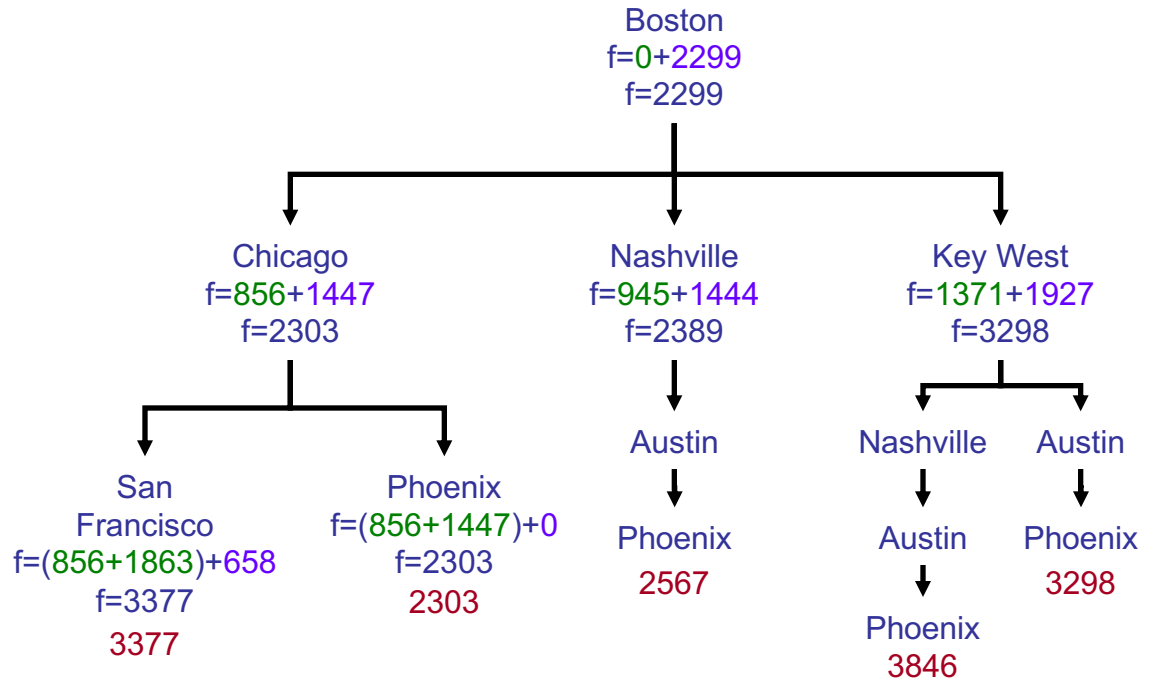 Boston
f=0+2299
f=2299
Chicago
f=856+1447
f=2303
Nashville
f=945+1444
f=2389
Key West
f=1371+1927
f=3298
San
Francisco
f=(856+1863)+658
f=3377
3377
Phoenix
f=(856+1447)+0
f=2303
2303
Austin
Phoenix
2567
Nashville
Austin
Phoenix
3846
Austin
Phoenix
3298